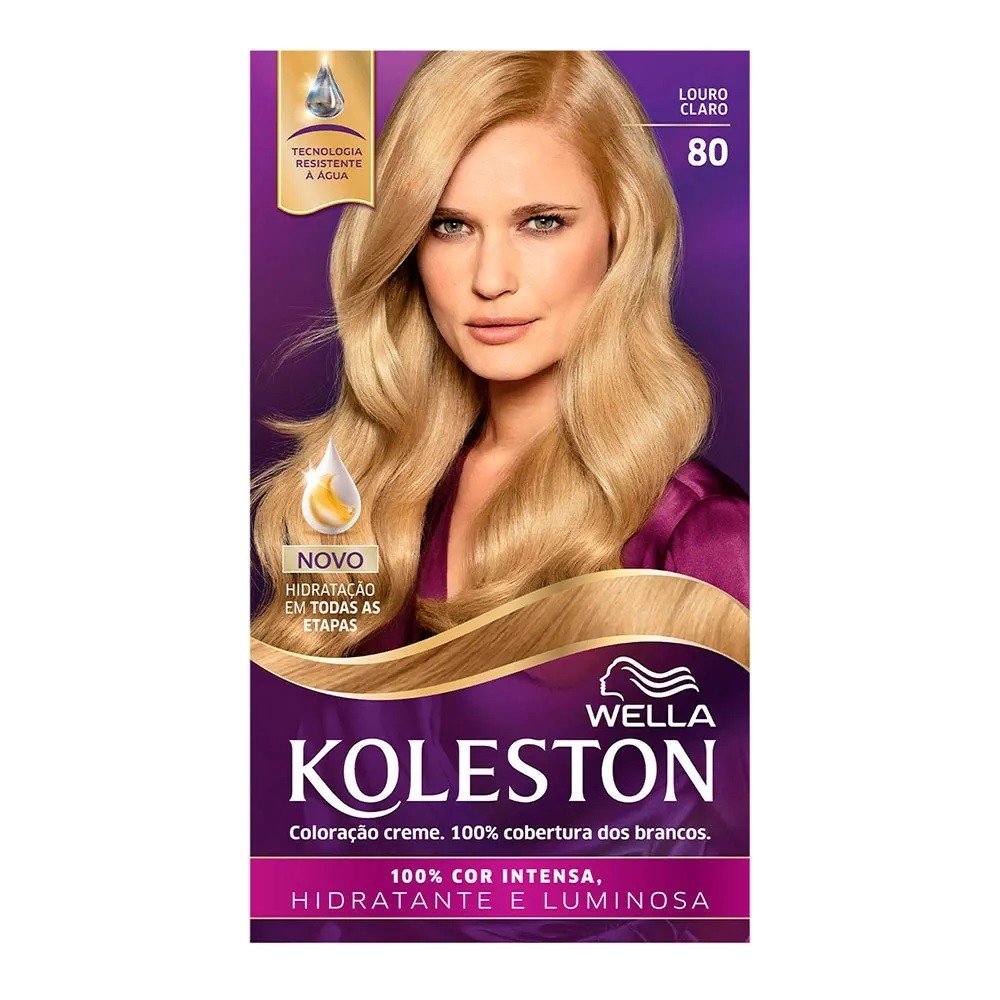 TECNOLOGIA
RESISTENTE
À ÁGUA
LOURO
CLARO
80
NOVO
HIDRATAÇÃO
EM TODAS AS
ETAPAS
WELLA
KOLESTON
Coloração creme. 100% cobertura dos brancos.
100% COR INTENSA,
HIDRATANTE E LUMINOSA